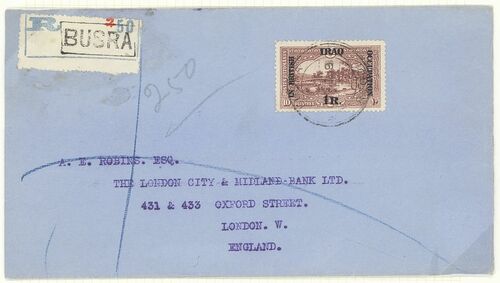 R 250
BUSRA
250
IRAQ
IN BRITISH
OCCUPATION
1R.
10
A. E. ROBINS. ESQ.
THE LONDON CITY & MIDLAND BANK LTD.
431 & 433 OXFORD STREET.
LONDON. W.
ENGLAND.